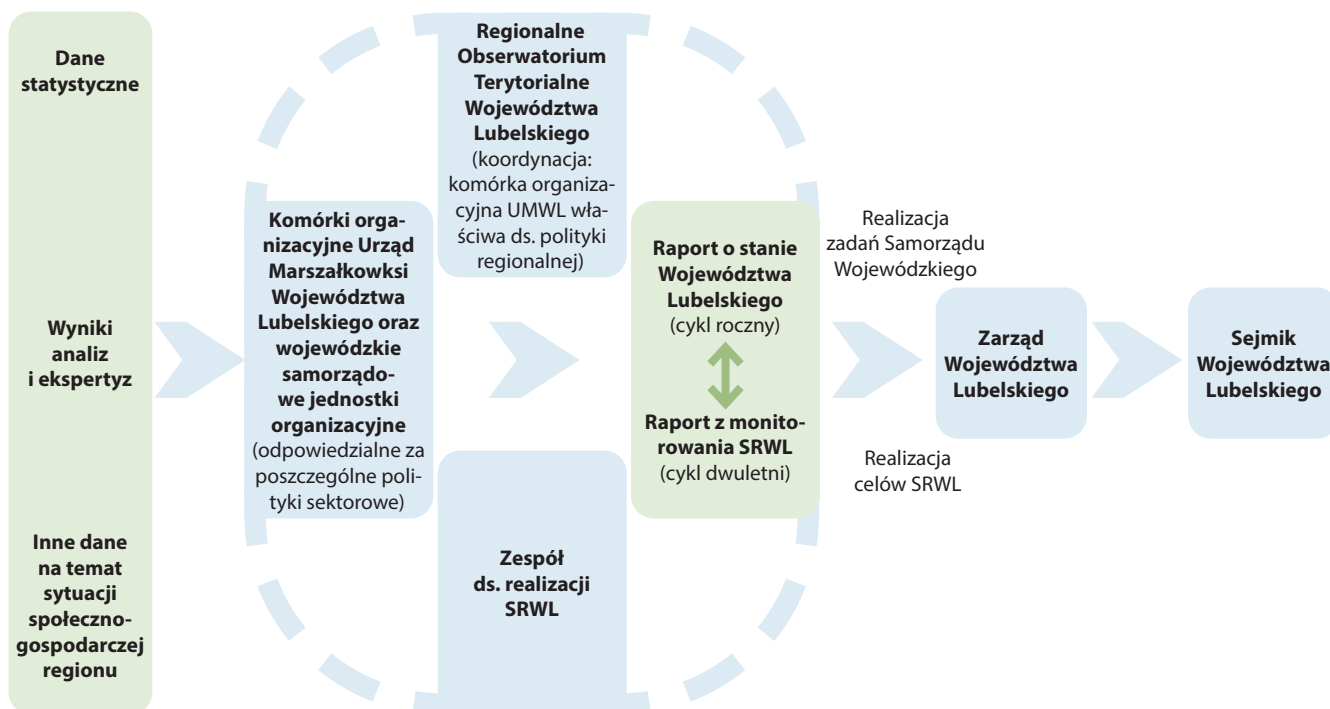 Dane
statystyczne
Wyniki
analiz
i ekspertyz
Inne dane
na temat
sytuacji
społeczno-
gospodarczej
regionu
Komórki orga-
nizacyjne Urząd
Marszałkowksi
Województwa
Lubelskiego oraz
wojewódzkie
samorządo-
we jednostki
organizacyjne
(odpowiedzialne za
poszczególne poli-
tyki sektorowe)
Regionalne
Obserwatorium
Terytorialne
Województwa
Lubelskiego
(koordynacja:
komórka organiza-
cyjna UMWL wła-
ściwa ds. polityki
regionalnej)
Zespół
ds. realizacji
SRWL
Raport o stanie
Województwa
Lubelskiego
(cykl roczny)
Raport z monito-
rowania SRWL
(cykl dwuletni)
Realizacja
zadań Samorządu
Wojewódzkiego
Realizacja
celów SRWL
Zarząd
Województwa
Lubelskiego
Sejmik
Województwa
Lubelskiego